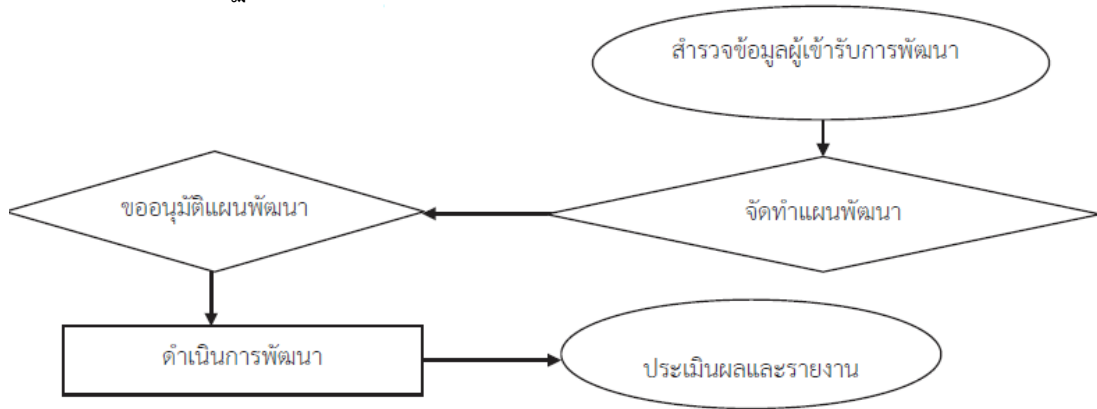 สำรวจข้อมูลผู้เข้ารับการพัฒนา
จัดทำแผนพัฒนา
ขออนุมัติแผนพัฒนา
ดำเนินการพัฒนา
ประเมินผลและรายงาน